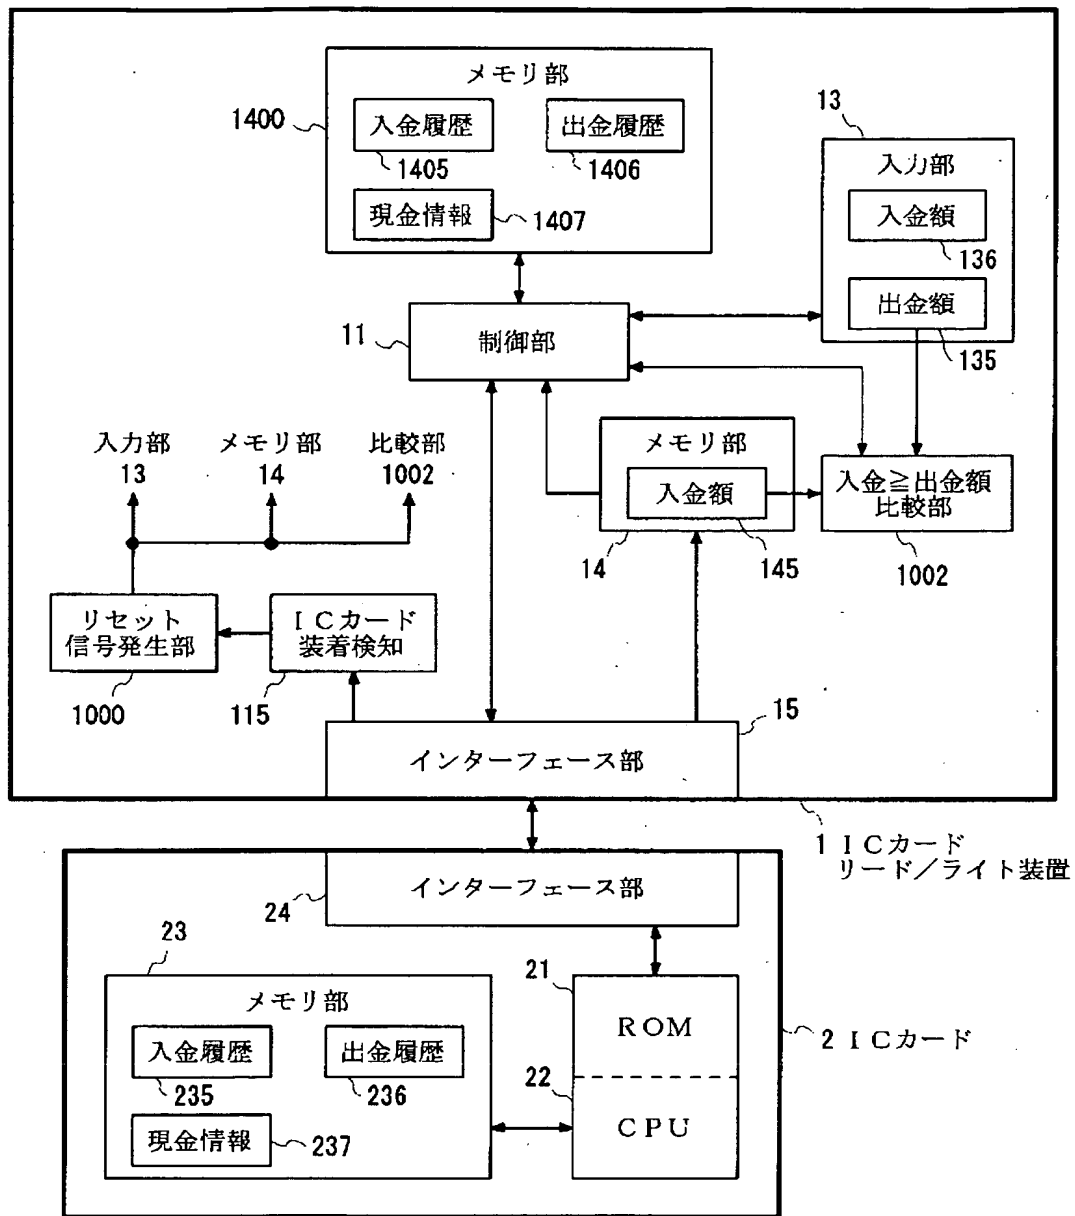 メモリ部
1400
入金履歴
1405
出金履歴
1406
現金情報
1407
13
入力部
入金額
136
出金額
135
11
制御部
入力部
13
メモリ部
14
比較部
1002
メモリ部
入金額
14
145
入金≧出金額
比較部
1002
リセット
信号発生部
1000
ICカード
装着検知
115
15
インターフェース部
1 ICカード
リード/ライト装置
インターフェース部
24
23
メモリ部
入金履歴
235
出金履歴
236
現金情報
237
21
ROM
22
CPU
2 ICカード